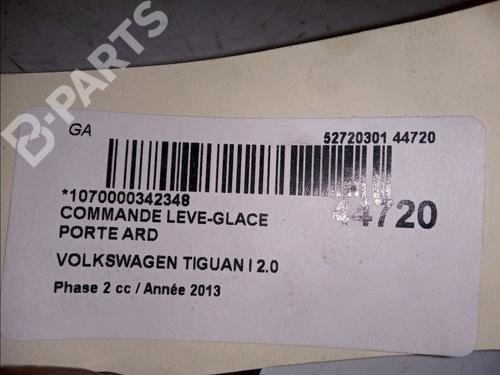 B-PARTS
GA
52720301 44720
*1070000342348
44720
COMMANDE LEVE-GLACE
PORTE ARD
VOLKSWAGEN TIGUAN I 2.0
Phase 2 cc / Année 2013